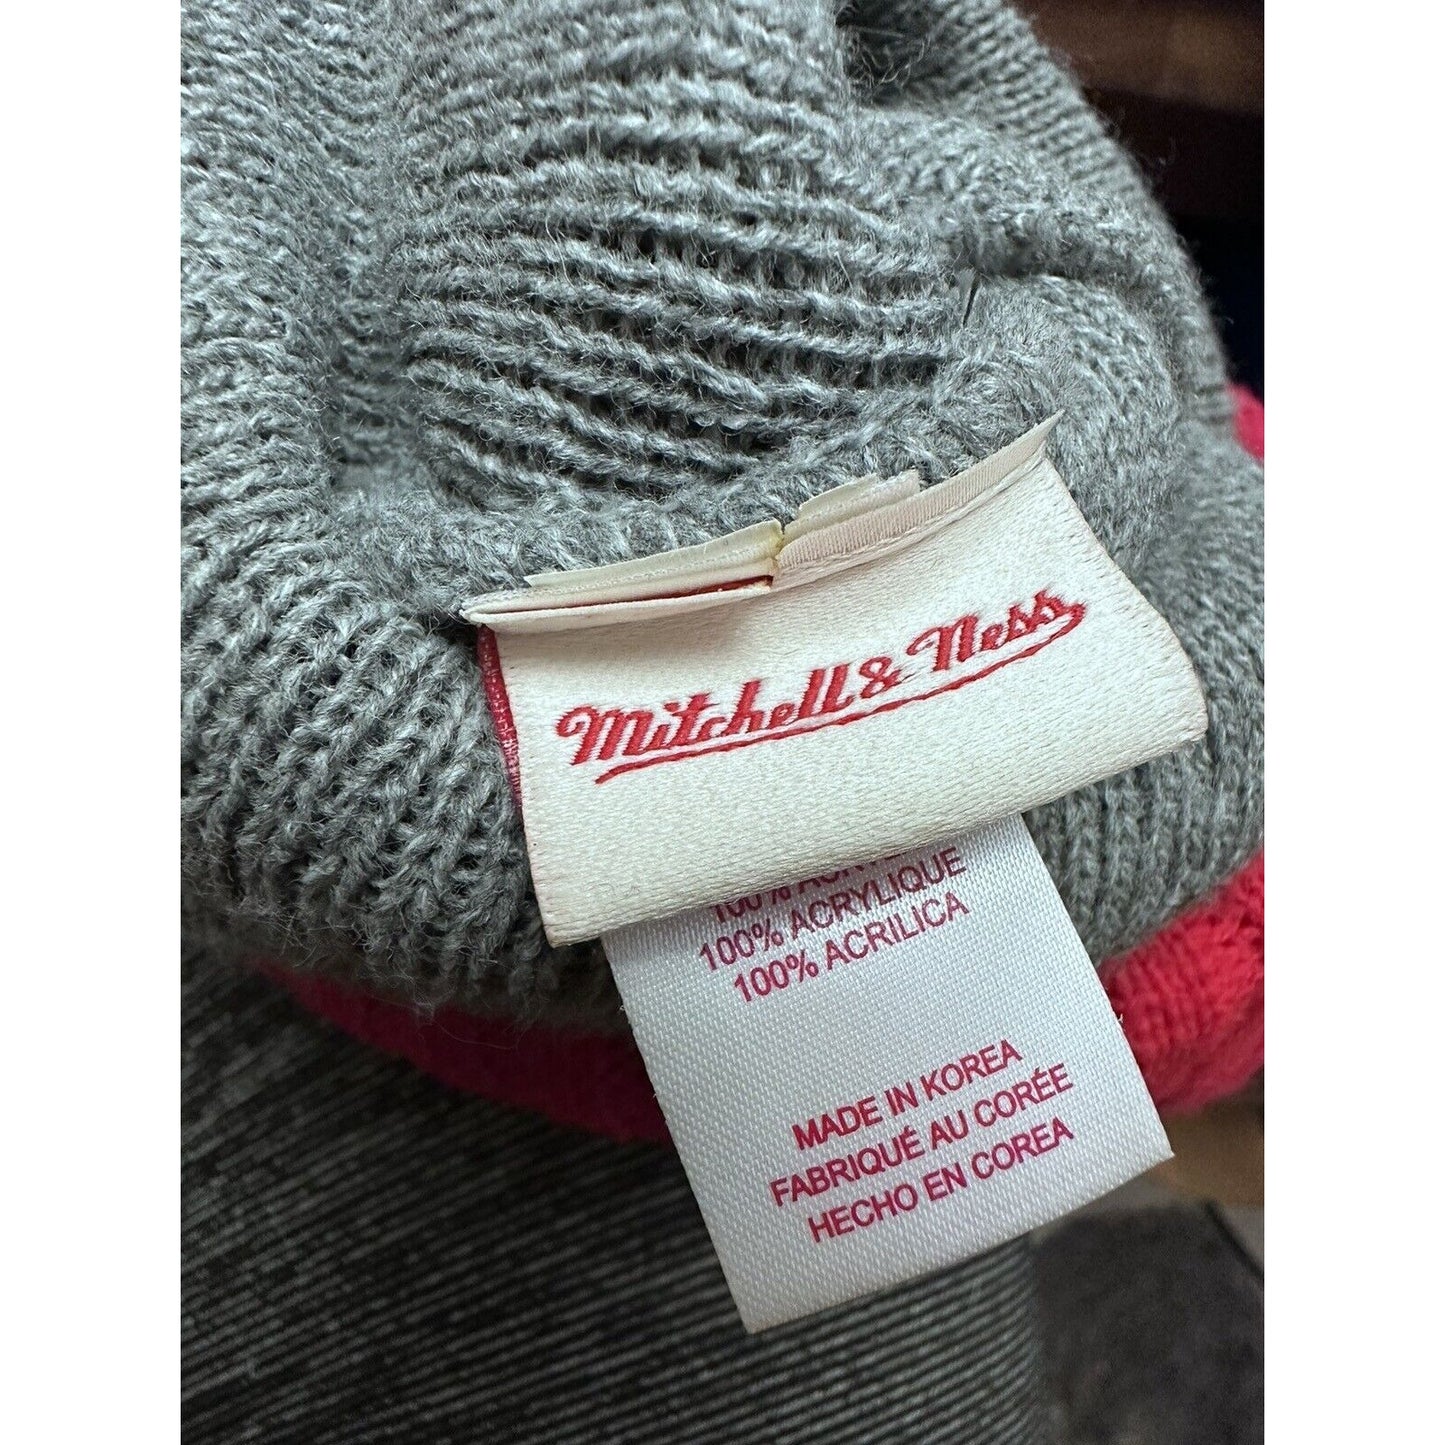 Mitchell & Ness
100% ACRYLIQUE
100% ACRILICA
MADE IN KOREA
FABRIQUÉ AU CORÉE
HECHO EN COREA